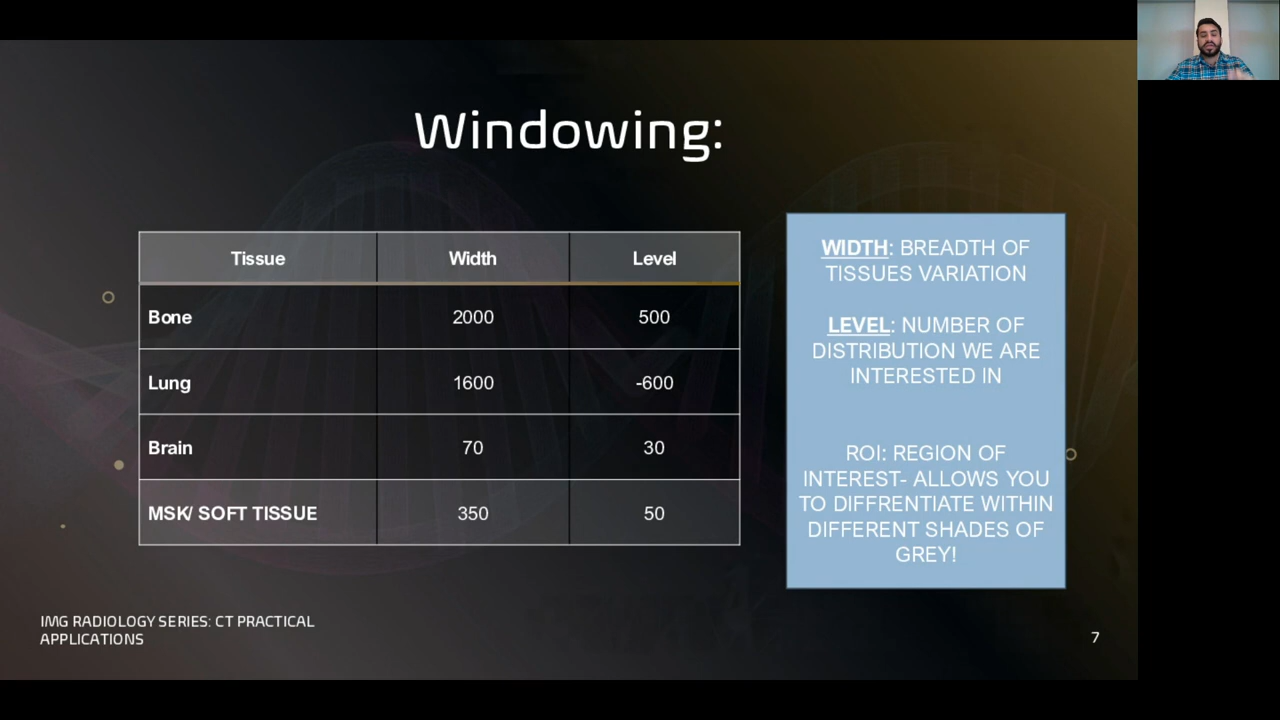 Windowing:
Tissue Width Level
Bone 2000 500
Lung 1600 -600
Brain 70 30
MSK/ SOFT TISSUE 350 50
WIDTH: BREADTH OF
TISSUES VARIATION
LEVEL: NUMBER OF
DISTRIBUTION WE ARE
INTERESTED IN
ROI: REGION OF
INTEREST- ALLOWS YOU
TO DIFFRENTIATE WITHIN
DIFFERENT SHADES OF
GREY!
IMG RADIOLOGY SERIES: CT PRACTICAL
APPLICATIONS
7